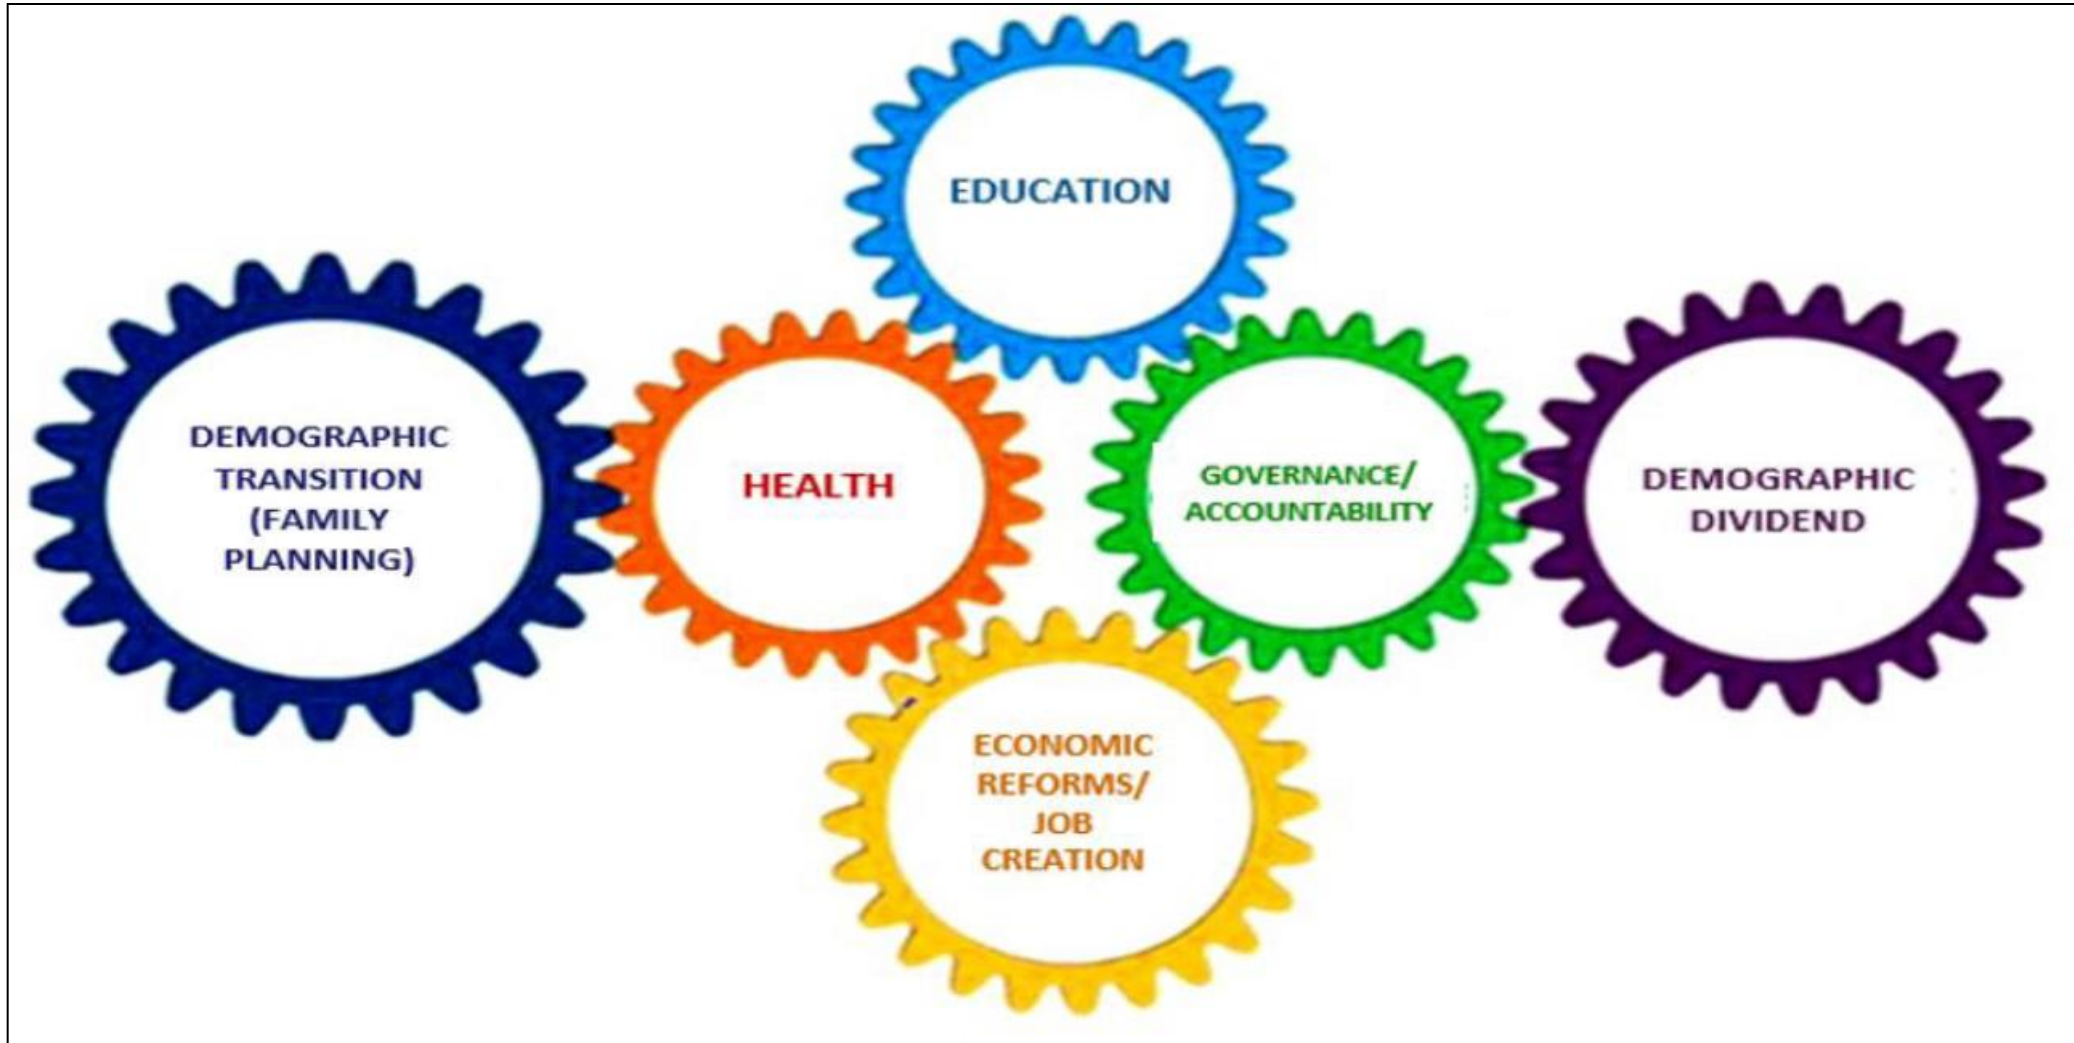 EDUCATION
DEMOGRAPHIC
TRANSITION
(FAMILY
PLANNING)
HEALTH
GOVERNANCE/
ACCOUNTABILITY
DEMOGRAPHIC
DIVIDEND
ECONOMIC
REFORMS/
JOB
CREATION